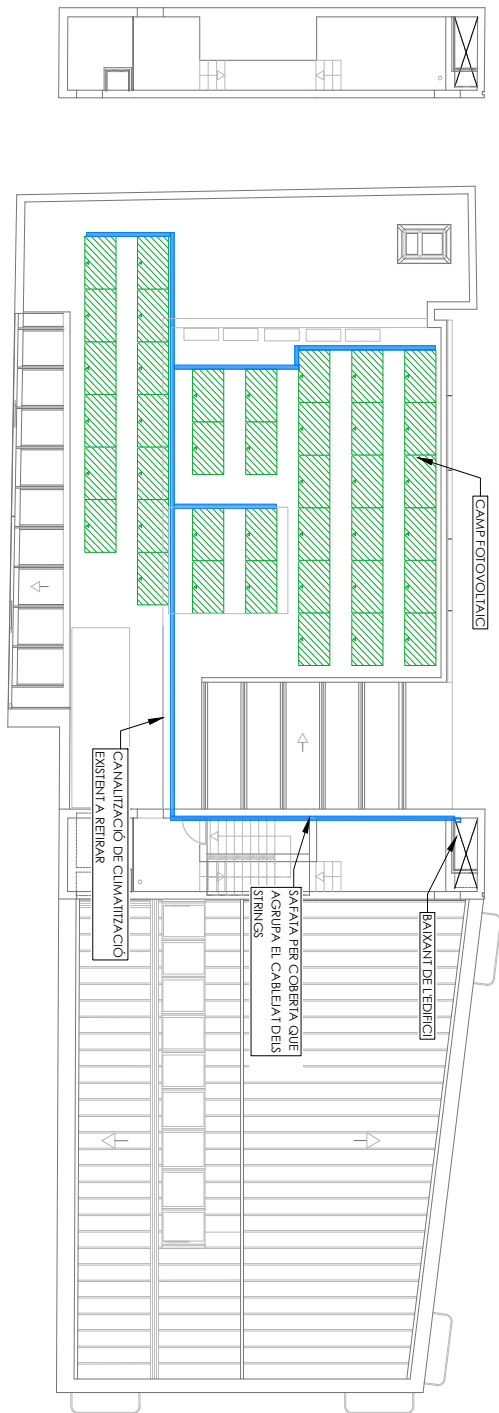 CAMP FOTOVOLTAIC
CANALITZACIÓ DE CLIMATITZACIÓ
EXISTENT A RETIRAR
SAFATA PER COBERTA QUE
AGRUPA EL CABLEJAT DELS
STRINGS
BAIXANT DE L'EDIFICI